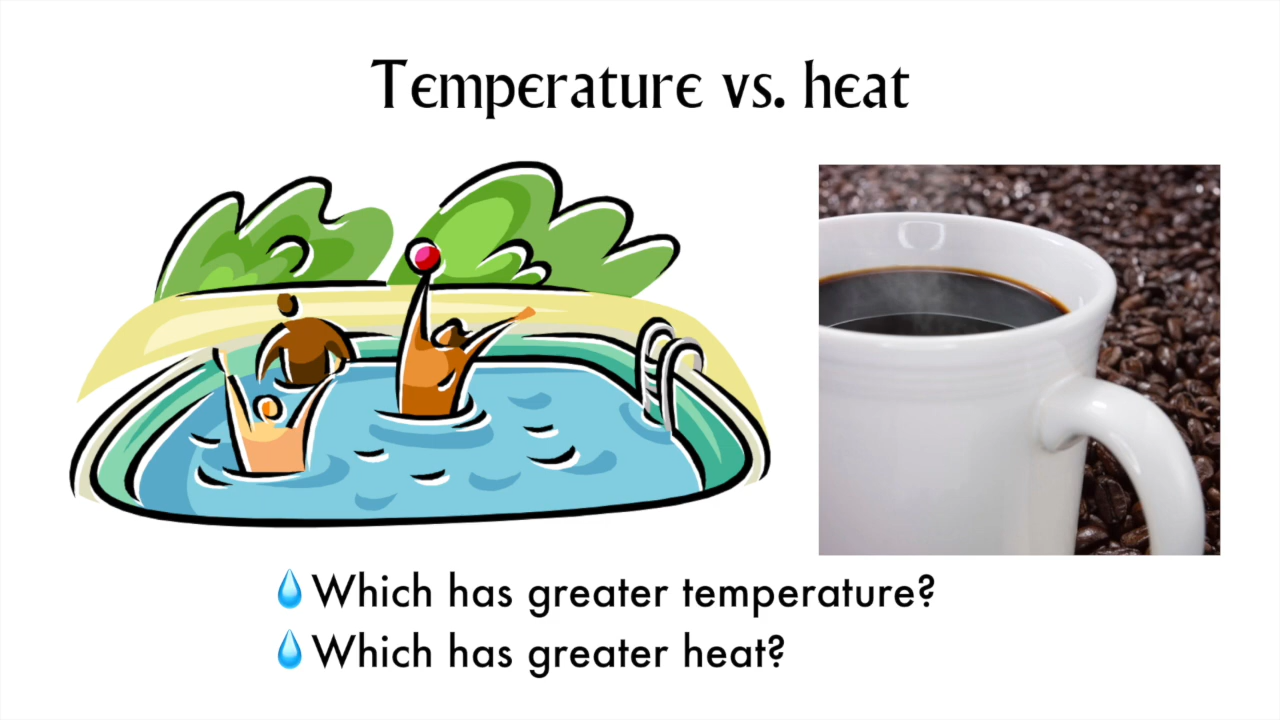 Temperature vs. heat
💧Which has greater temperature?
💧Which has greater heat?